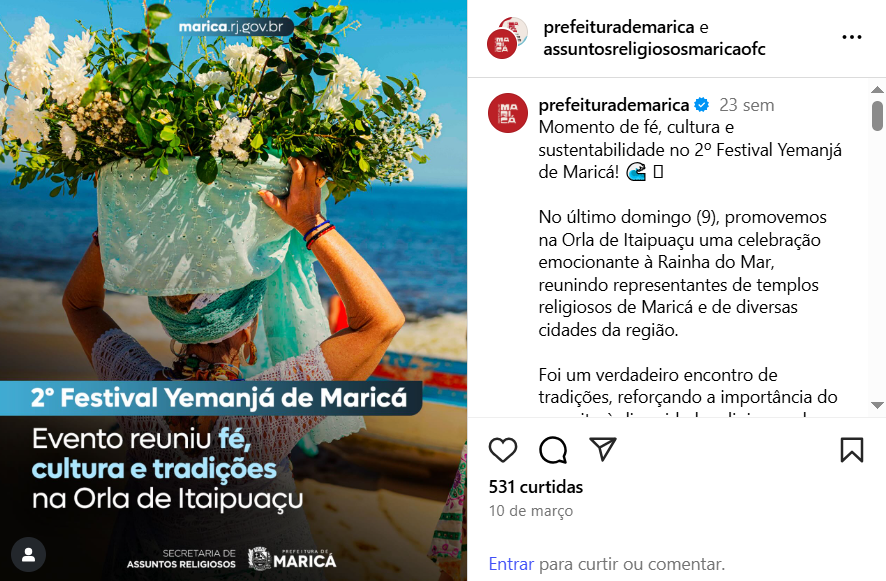 marica.rj.gov.br
2º Festival Yemanjá de Maricá
Evento reuniu fé,
cultura e tradições
na Orla de Itaipuaçu
SECRETARIA DE
ASSUNTOS RELIGIOSOS
PREFEITURA DE
MARICÁ
prefeiturademarica e
assuntosreligiososmaricaofc
MA
RI
CÁ
prefeiturademarica 23 sem
Momento de fé, cultura e
sustentabilidade no 2º Festival Yemanjá
de Maricá! 🌊
No último domingo (9), promovemos
na Orla de Itaipuaçu uma celebração
emocionante à Rainha do Mar,
reunindo representantes de templos
religiosos de Maricá e de diversas
cidades da região.
Foi um verdadeiro encontro de
tradições, reforçando a importância do
531 curtidas
10 de março
Entrar para curtir ou comentar.